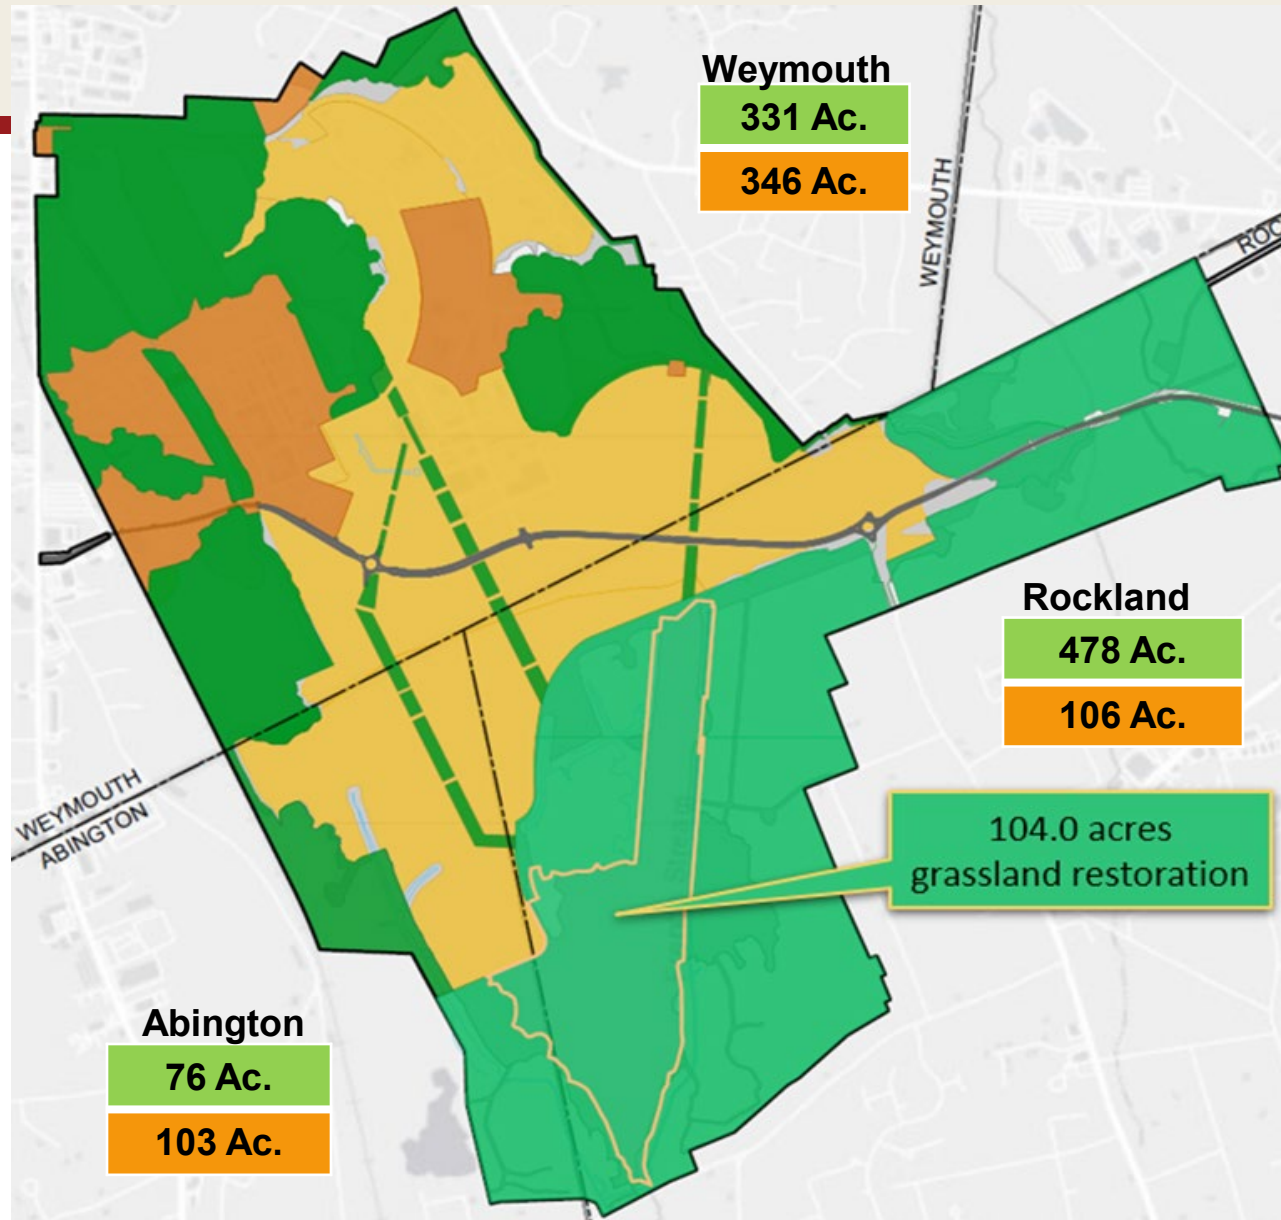 Weymouth
331 Ac.
346 Ac.
WEYMOUTH
Rockland
478 Ac.
106 Ac.
WEYMOUTH
ABINGTON
104.0 acres
grassland restoration
Abington
76 Ac.
103 Ac.